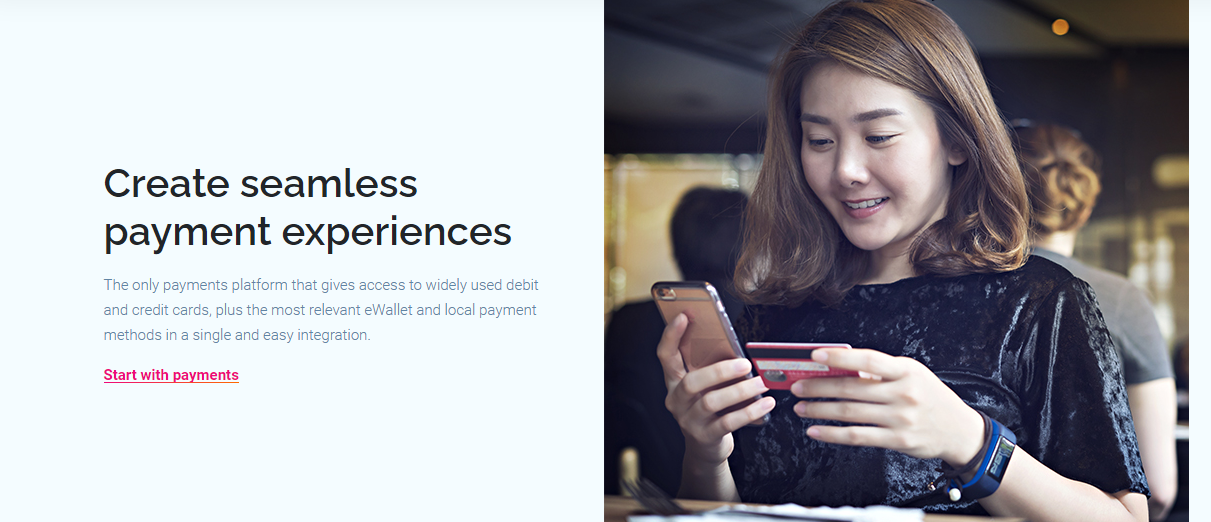 Create seamless
payment experiences
The only payments platform that gives access to widely used debit
and credit cards, plus the most relevant eWallet and local payment
methods in a single and easy integration.
Start with payments